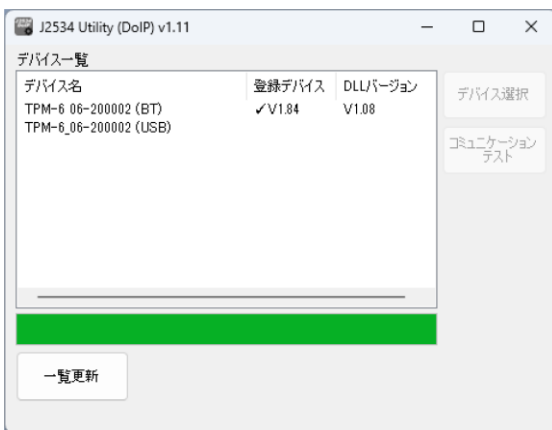 J2534 Utility (DoIP) v1.11
デバイス一覧
デバイス名 登録デバイス DLLバージョン
TPM-6 06-200002 (BT) ✓V1.84 V1.08
TPM-6_06-200002 (USB)
デバイス選択
コミュニケーション
テスト
一覧更新